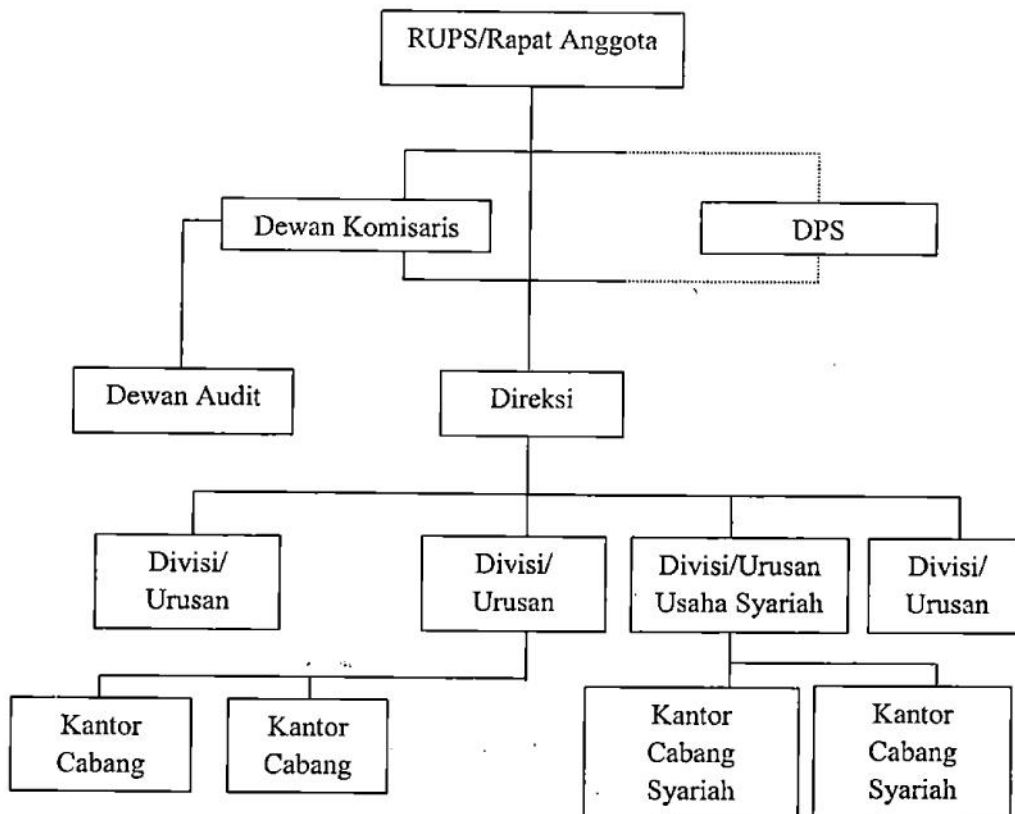 RUPS/Rapat Anggota
Dewan Komisaris
DPS
Dewan Audit
Direksi
Divisi/
Urusan
Divisi/
Urusan
Divisi/Urusan
Usaha Syariah
Divisi/
Urusan
Kantor
Cabang
Kantor
Cabang
Kantor
Cabang
Syariah
Kantor
Cabang
Syariah